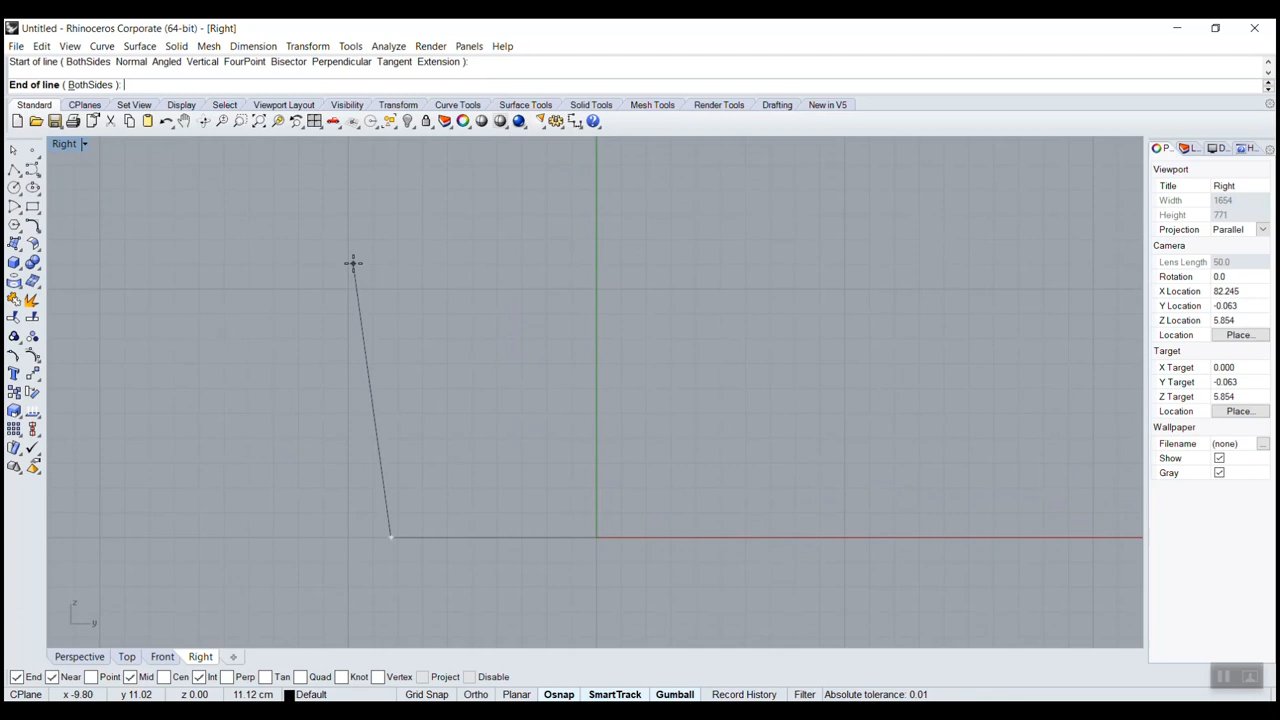 Untitled - Rhinoceros Corporate (64-bit) - [Right]
File Edit View Curve Surface Solid Mesh Dimension Transform Tools Analyze Render Panels Help
Start of line ( BothSides Normal Angled Vertical FourPoint Bisector Perpendicular Tangent Extension ):
End of line ( BothSides ):
Standard CPlanes Set View Display Select Viewport Layout Visibility Transform Curve Tools Surface Tools Solid Tools Mesh Tools Render Tools Drafting New in V5
Right
P... L... D... H...
Viewport
Title Right
Width 1654
Height 771
Projection Parallel
Camera
Lens Length 50.0
Rotation 0.0
X Location 82.245
Y Location -0.063
Z Location 5.854
Location Place...
Target
X Target 0.000
Y Target -0.063
Z Target 5.854
Location Place...
Wallpaper
Filename (none) ...
Show
Gray
z
y
Perspective Top Front Right
End Near Point Mid Cen Int Perp Tan Quad Knot Vertex Project Disable
CPlane x -9.80 y 11.02 z 0.00 11.12 cm Default Grid Snap Ortho Planar Osnap SmartTrack Gumball Record History Filter Absolute tolerance: 0.01